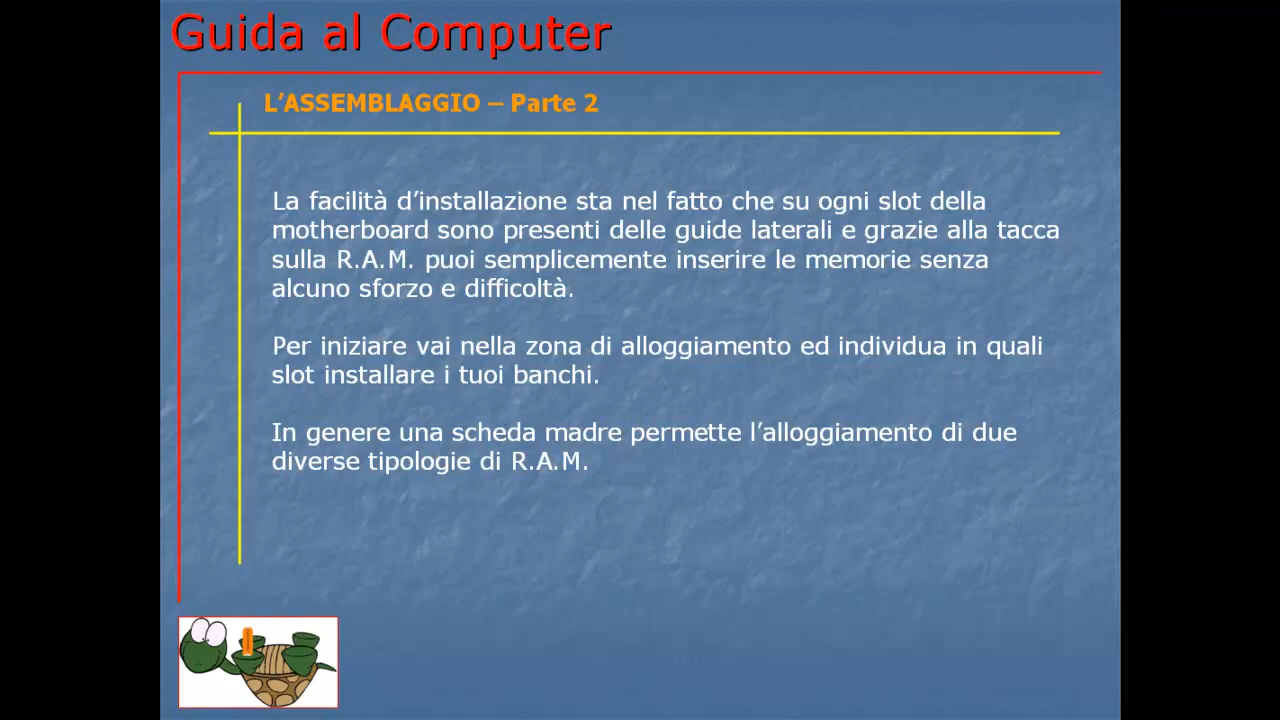 Guida al Computer
L’ASSEMBLAGGIO – Parte 2
La facilità d’installazione sta nel fatto che su ogni slot della
motherboard sono presenti delle guide laterali e grazie alla tacca
sulla R.A.M. puoi semplicemente inserire le memorie senza
alcuno sforzo e difficoltà.
Per iniziare vai nella zona di alloggiamento ed individua in quali
slot installare i tuoi banchi.
In genere una scheda madre permette l’alloggiamento di due
diverse tipologie di R.A.M.